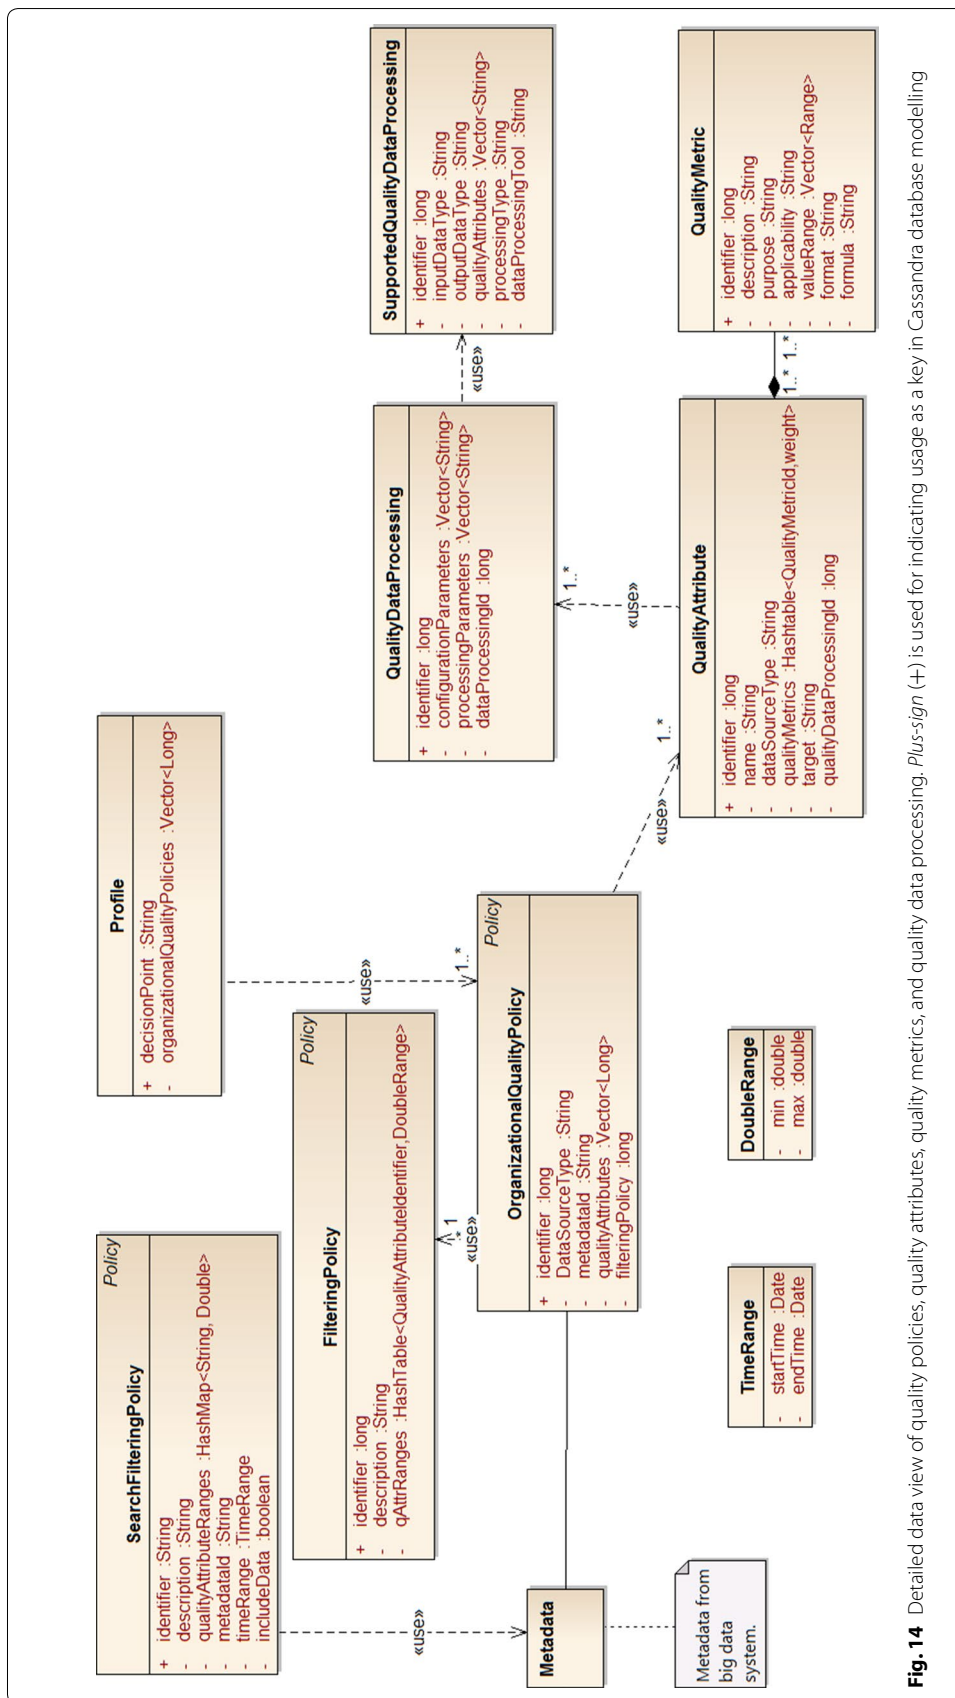 Policy
SearchFilteringPolicy
+ identifier :String
- description :String
- qualityAttributeRanges :HashMap<String, Double>
- metadataId :String
- timeRange :TimeRange
- includeData :boolean
Profile
+ decisionPoint :String
- organizationalQualityPolicies :Vector<Long>
Policy
FilteringPolicy
+ identifier :long
- description :String
- qAttrRanges :HashTable<QualityAttributeIdentifier,DoubleRange>
QualityDataProcessing
+ identifier :long
- configurationParameters :Vector<String>
- processingParameters :Vector<String>
- dataProcessingId :long
SupportedQualityDataProcessing
+ identifier :long
- inputDataType :String
- outputDataType :String
- qualityAttributes :Vector<String>
- processingType :String
- dataProcessingTool :String
«use»
«use»
1..*
«use»
.* 1
«use»
«use»
1..*
Policy
OrganizationalQualityPolicy
+ identifier :long
- DataSourceType :String
- metadataId :String
- qualityAttributes :Vector<Long>
- filteringPolicy :long
Metadata
Metadata from
big data
system.
«use»
1..*
QualityAttribute
+ identifier :long
- name :String
- dataSourceType :String
- qualityMetrics :Hashtable<QualityMetricId,weight>
- target :String
- qualityDataProcessingId :long
1..* 1..*
QualityMetric
+ identifier :long
- description :String
- purpose :String
- applicability :String
- valueRange :Vector<Range>
- format :String
- formula :String
TimeRange
- startTime :Date
- endTime :Date
DoubleRange
- min :double
- max :double
Fig. 14 Detailed data view of quality policies, quality attributes, quality metrics, and quality data processing. Plus-sign (+) is used for indicating usage as a key in Cassandra database modelling